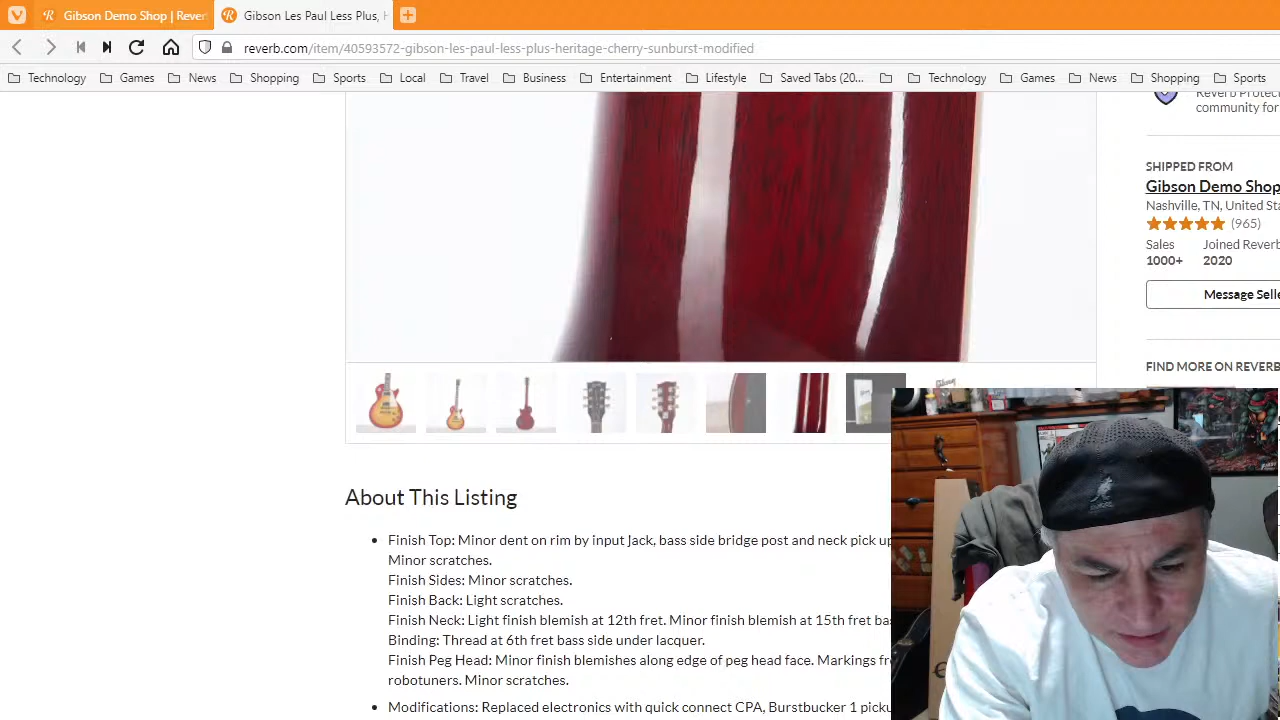 Gibson Demo Shop | Rever
Gibson Les Paul Less Plus, H
reverb.com/item/40593572-gibson-les-paul-less-plus-heritage-cherry-sunburst-modified
Technology Games News Shopping Sports Local Travel Business Entertainment Lifestyle Saved Tabs (20... Technology Games News Shopping Sports
Reverb Protec
community for
SHIPPED FROM
Gibson Demo Shop
Nashville, TN, United Sta
(965)
Sales Joined Reverb
1000+ 2020
Message Selle
FIND MORE ON REVERB
About This Listing
Finish Top: Minor dent on rim by input jack, bass side bridge post and neck pick up
Minor scratches.
Finish Sides: Minor scratches.
Finish Back: Light scratches.
Finish Neck: Light finish blemish at 12th fret. Minor finish blemish at 15th fret bas
Binding: Thread at 6th fret bass side under lacquer.
Finish Peg Head: Minor finish blemishes along edge of peg head face. Markings fr
robotuners. Minor scratches.
Modifications: Replaced electronics with quick connect CPA, Burstbucker 1 picku